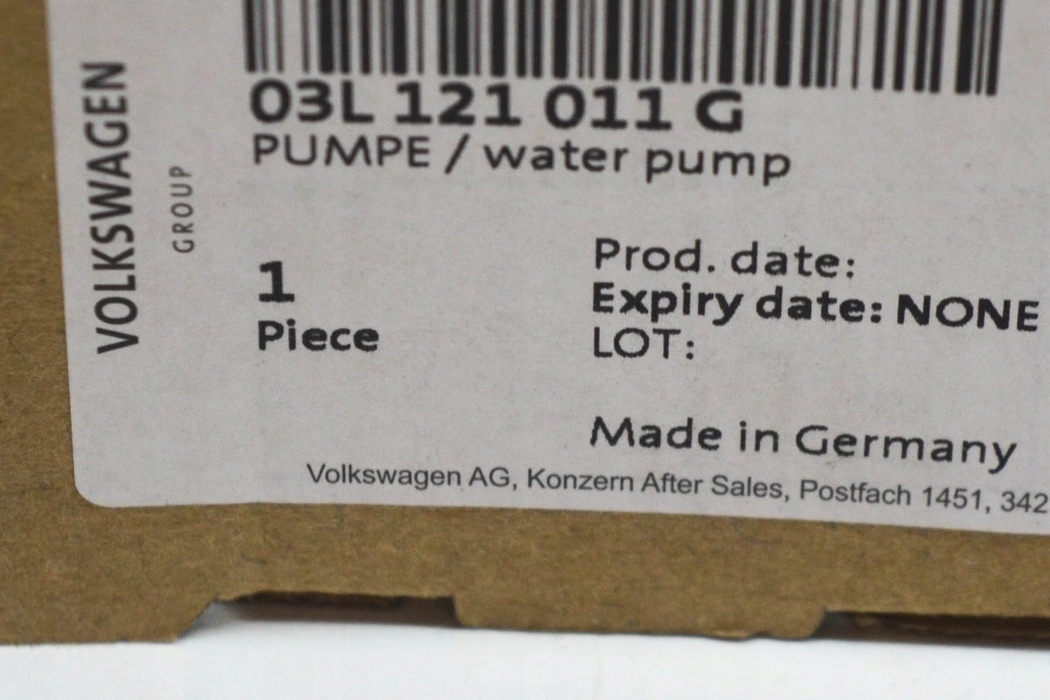 VOLKSWAGEN
GROUP
03L 121 011 G
PUMPE / water pump
1
Piece
Prod. date:
Expiry date: NONE
LOT:
Made in Germany
Volkswagen AG, Konzern After Sales, Postfach 1451, 342